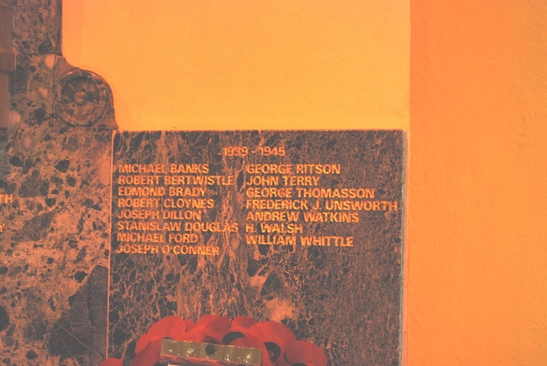 1939 - 1945
MICHAEL BANKS
ROBERT BERTWISTLE
EDMOND BRADY
ROBERT CLOYNES
JOSEPH DILLON
STANISLAW DOUGLAS
MICHAEL FORD
JOSEPH O'CONNER
GEORGE RITSON
JOHN TERRY
GEORGE THOMASSON
FREDERICK J. UNSWORTH
ANDREW WATKINS
H. WALSH
WILLIAM WHITTLE